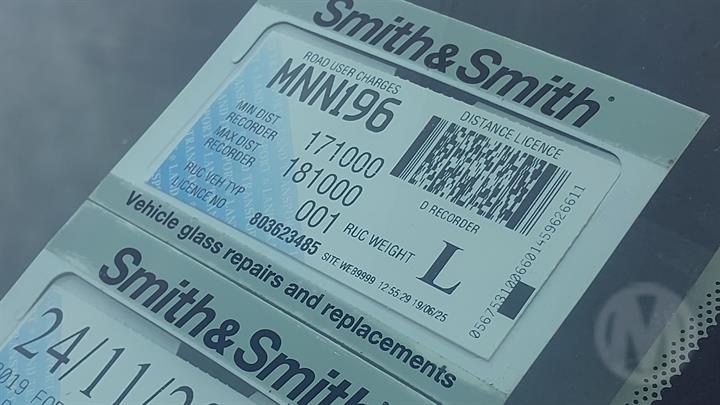 Smith&Smith
ROAD USER CHARGES
MNN196
DISTANCE LICENCE
MIN DIST
RECORDER
171000
MAX DIST
RECORDER
181000
RUC VEH TYP
001
RUC WEIGHT
L
D RECORDER
LICENCE NO
803623485
SITE WEB9999 12:55:29 19/06/25
0567531006601459626611
Vehicle glass repairs and replacements
Smith&Smith
24/11/2
M